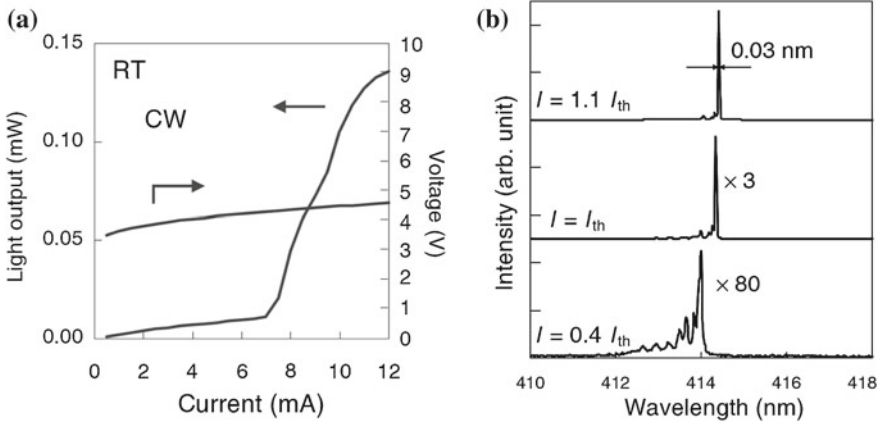 (a)
0.15
0.10
0.05
0.00
Light output (mW)
RT
CW
10
9
8
7
6
5
4
3
2
1
0
Voltage (V)
0 2 4 6 8 10 12
Current (mA)
(b)
0.03 nm
I = 1.1 Ith
× 3
I = Ith
× 80
I = 0.4 Ith
Intensity (arb. unit)
410 412 414 416 418
Wavelength (nm)